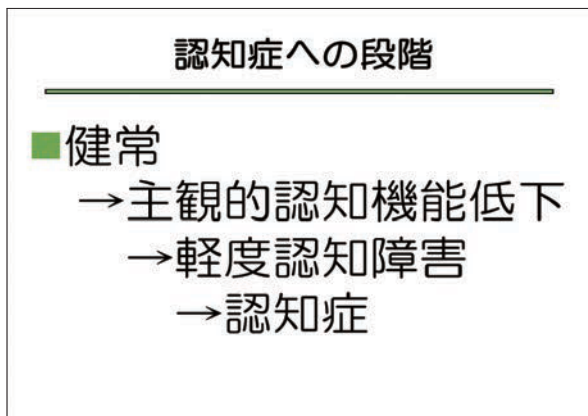 認知症への段階
■健常
→主観的認知機能低下
→軽度認知障害
→認知症